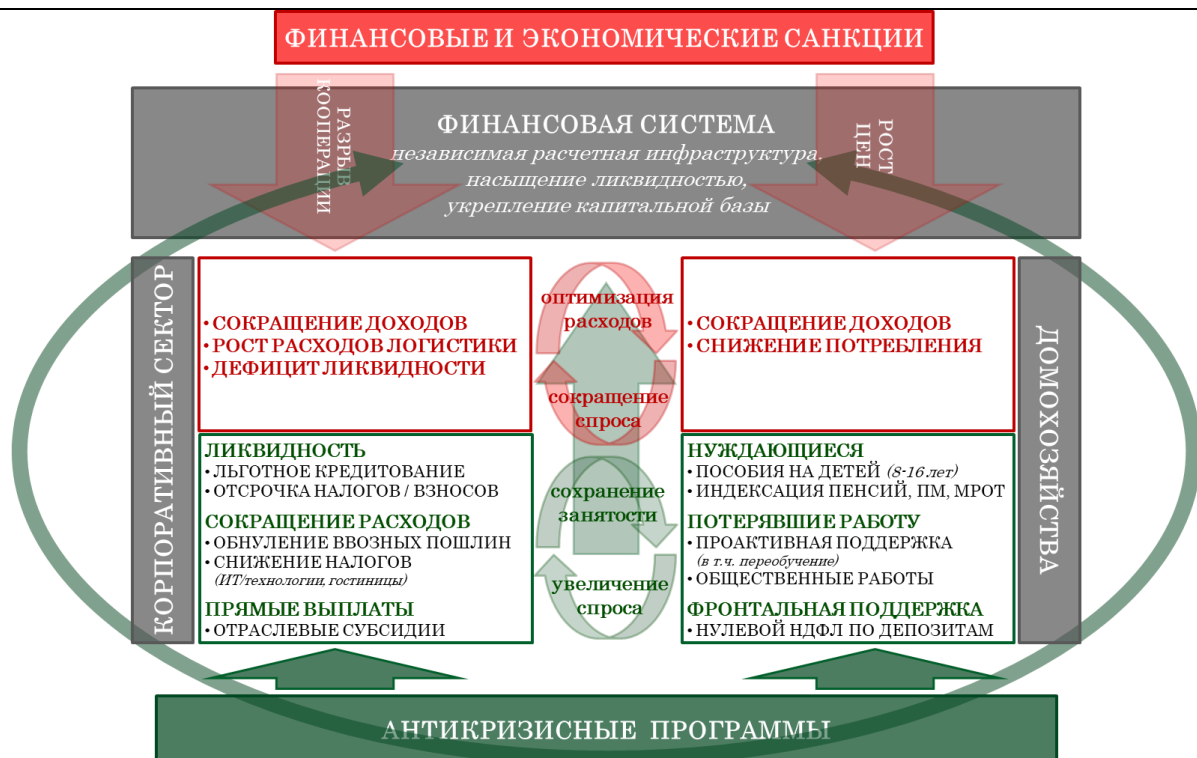 ФИНАНСОВЫЕ И ЭКОНОМИЧЕСКИЕ САНКЦИИ
РАЗРЫВ
КООПЕРАЦИИ
ФИНАНСОВАЯ СИСТЕМА
независимая расчетная инфраструктура,
насыщение ликвидностью,
укрепление капитальной базы
РОСТ
ЦЕН
КОРПОРАТИВНЫЙ СЕКТОР
• СОКРАЩЕНИЕ ДОХОДОВ
• РОСТ РАСХОДОВ ЛОГИСТИКИ
• ДЕФИЦИТ ЛИКВИДНОСТИ
оптимизация
расходов
сокращение
спроса
• СОКРАЩЕНИЕ ДОХОДОВ
• СНИЖЕНИЕ ПОТРЕБЛЕНИЯ
ДОМОХОЗЯЙСТВА
ЛИКВИДНОСТЬ
• ЛЬГОТНОЕ КРЕДИТОВАНИЕ
• ОТСРОЧКА НАЛОГОВ / ВЗНОСОВ
СОКРАЩЕНИЕ РАСХОДОВ
• ОБНУЛЕНИЕ ВВОЗНЫХ ПОШЛИН
• СНИЖЕНИЕ НАЛОГОВ
(ИТ/технологии, гостиницы)
ПРЯМЫЕ ВЫПЛАТЫ
• ОТРАСЛЕВЫЕ СУБСИДИИ
сохранение
занятости
увеличение
спроса
НУЖДАЮЩИЕСЯ
• ПОСОБИЯ НА ДЕТЕЙ (8-16 лет)
• ИНДЕКСАЦИЯ ПЕНСИЙ, ПМ, МРОТ
ПОТЕРЯВШИЕ РАБОТУ
• ПРОАКТИВНАЯ ПОДДЕРЖКА
(в т.ч. переобучение)
• ОБЩЕСТВЕННЫЕ РАБОТЫ
ФРОНТАЛЬНАЯ ПОДДЕРЖКА
• НУЛЕВОЙ НДФЛ ПО ДЕПОЗИТАМ
АНТИКРИЗИСНЫЕ ПРОГРАММЫ